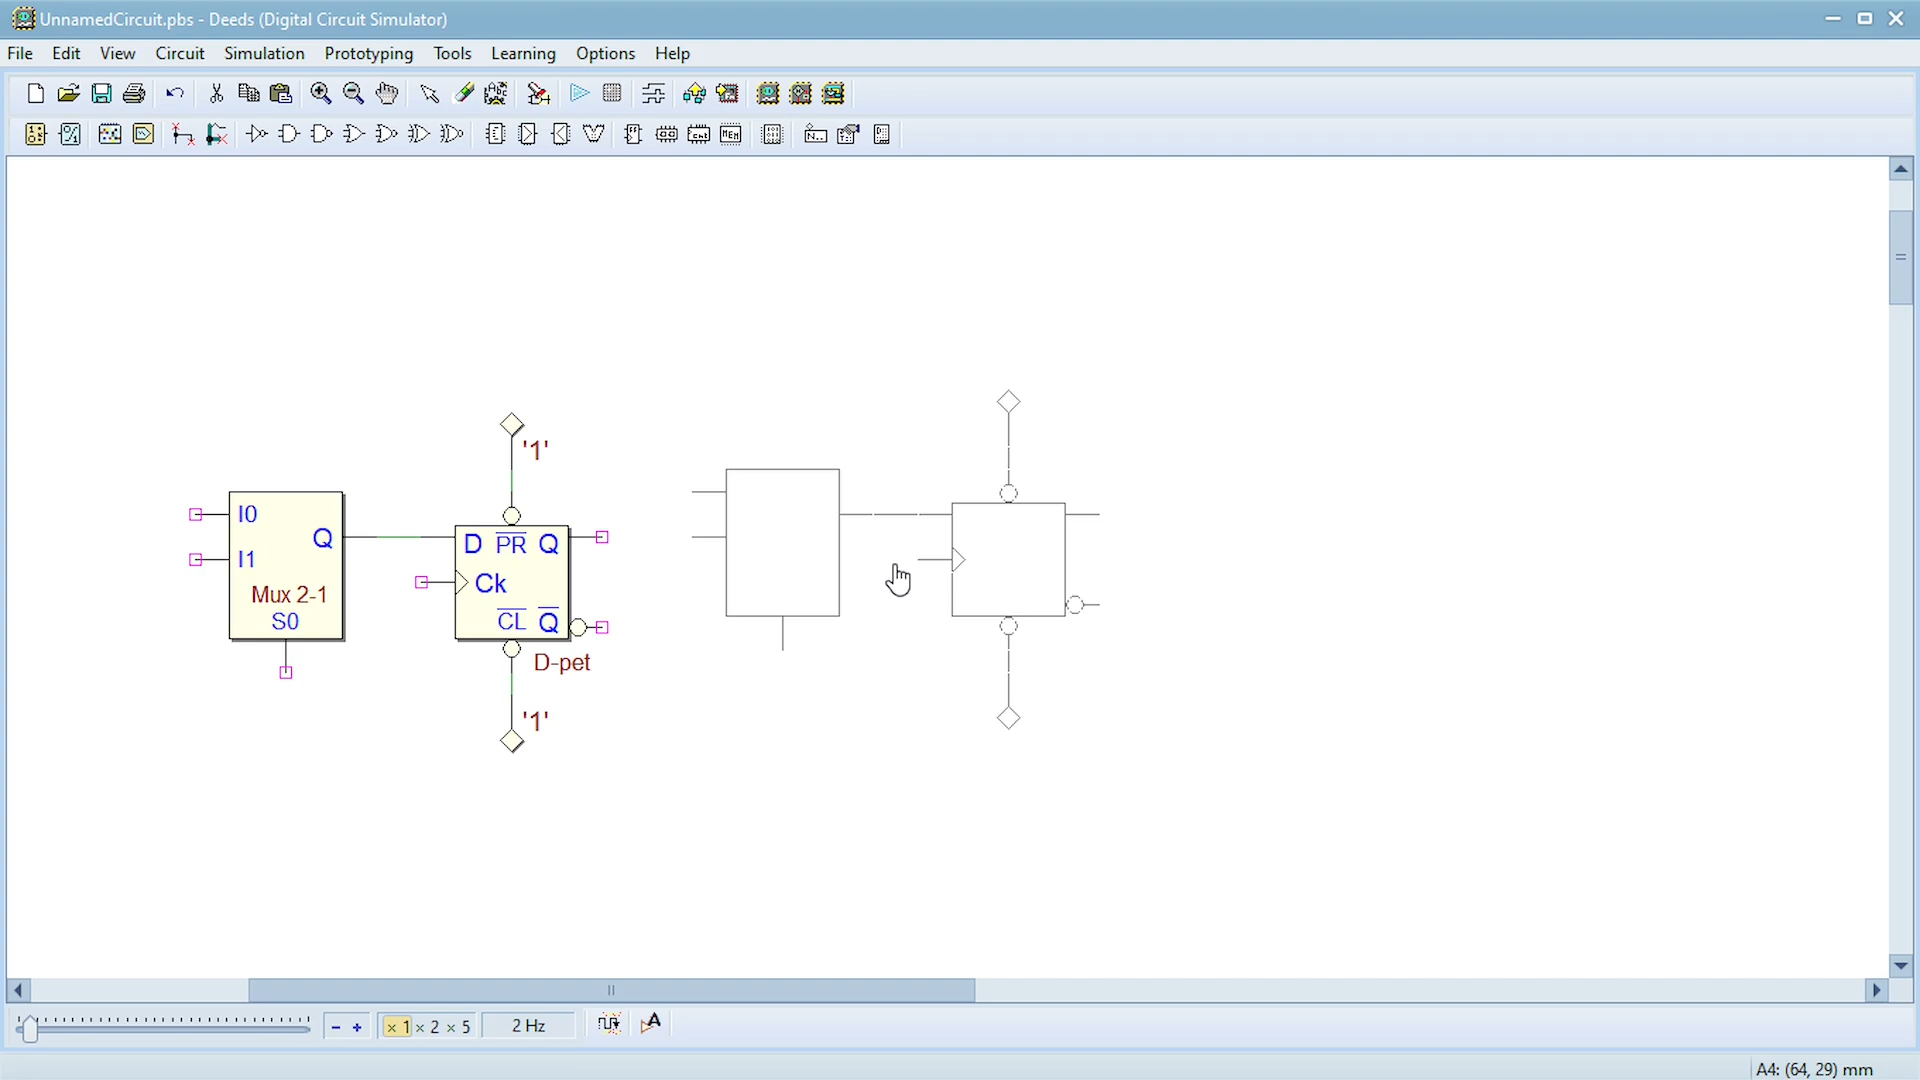 UnnamedCircuit.pbs - Deeds (Digital Circuit Simulator)
File Edit View Circuit Simulation Prototyping Tools Learning Options Help
'1'
I0
Q
I1
Mux 2-1
S0
D PR Q
Ck
CL Q
D-pet
'1'
x 1 x 2 x 5 2 Hz
A4: (64, 29) mm